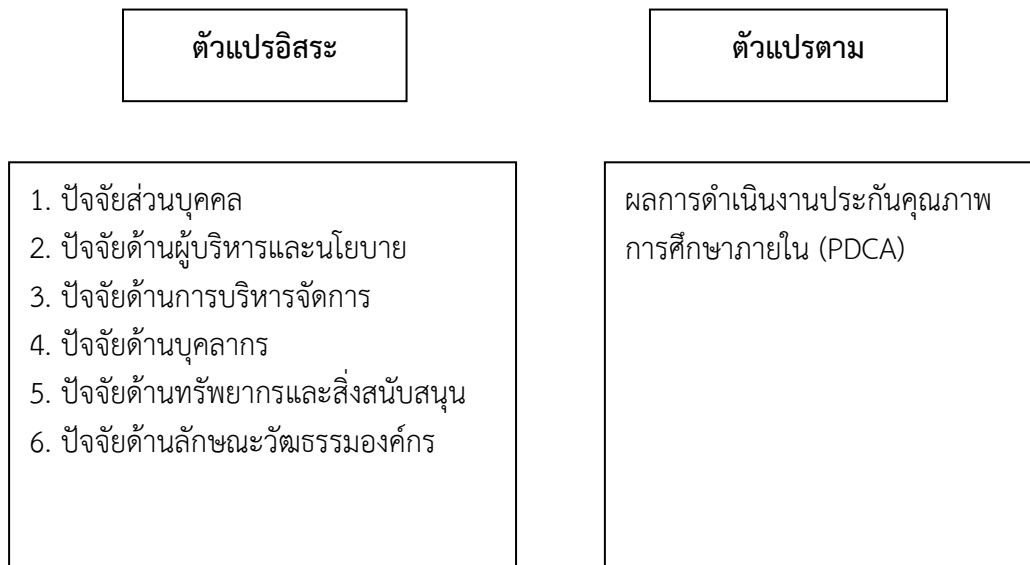 ตัวแปรอิสระ
ตัวแปรตาม
1. ปัจจัยส่วนบุคคล
2. ปัจจัยด้านผู้บริหารและนโยบาย
3. ปัจจัยด้านการบริหารจัดการ
4. ปัจจัยด้านบุคลากร
5. ปัจจัยด้านทรัพยากรและสิ่งสนับสนุน
6. ปัจจัยด้านลักษณะวัฒธรรมองค์กร
ผลการดำเนินงานประกันคุณภาพ
การศึกษาภายใน (PDCA)